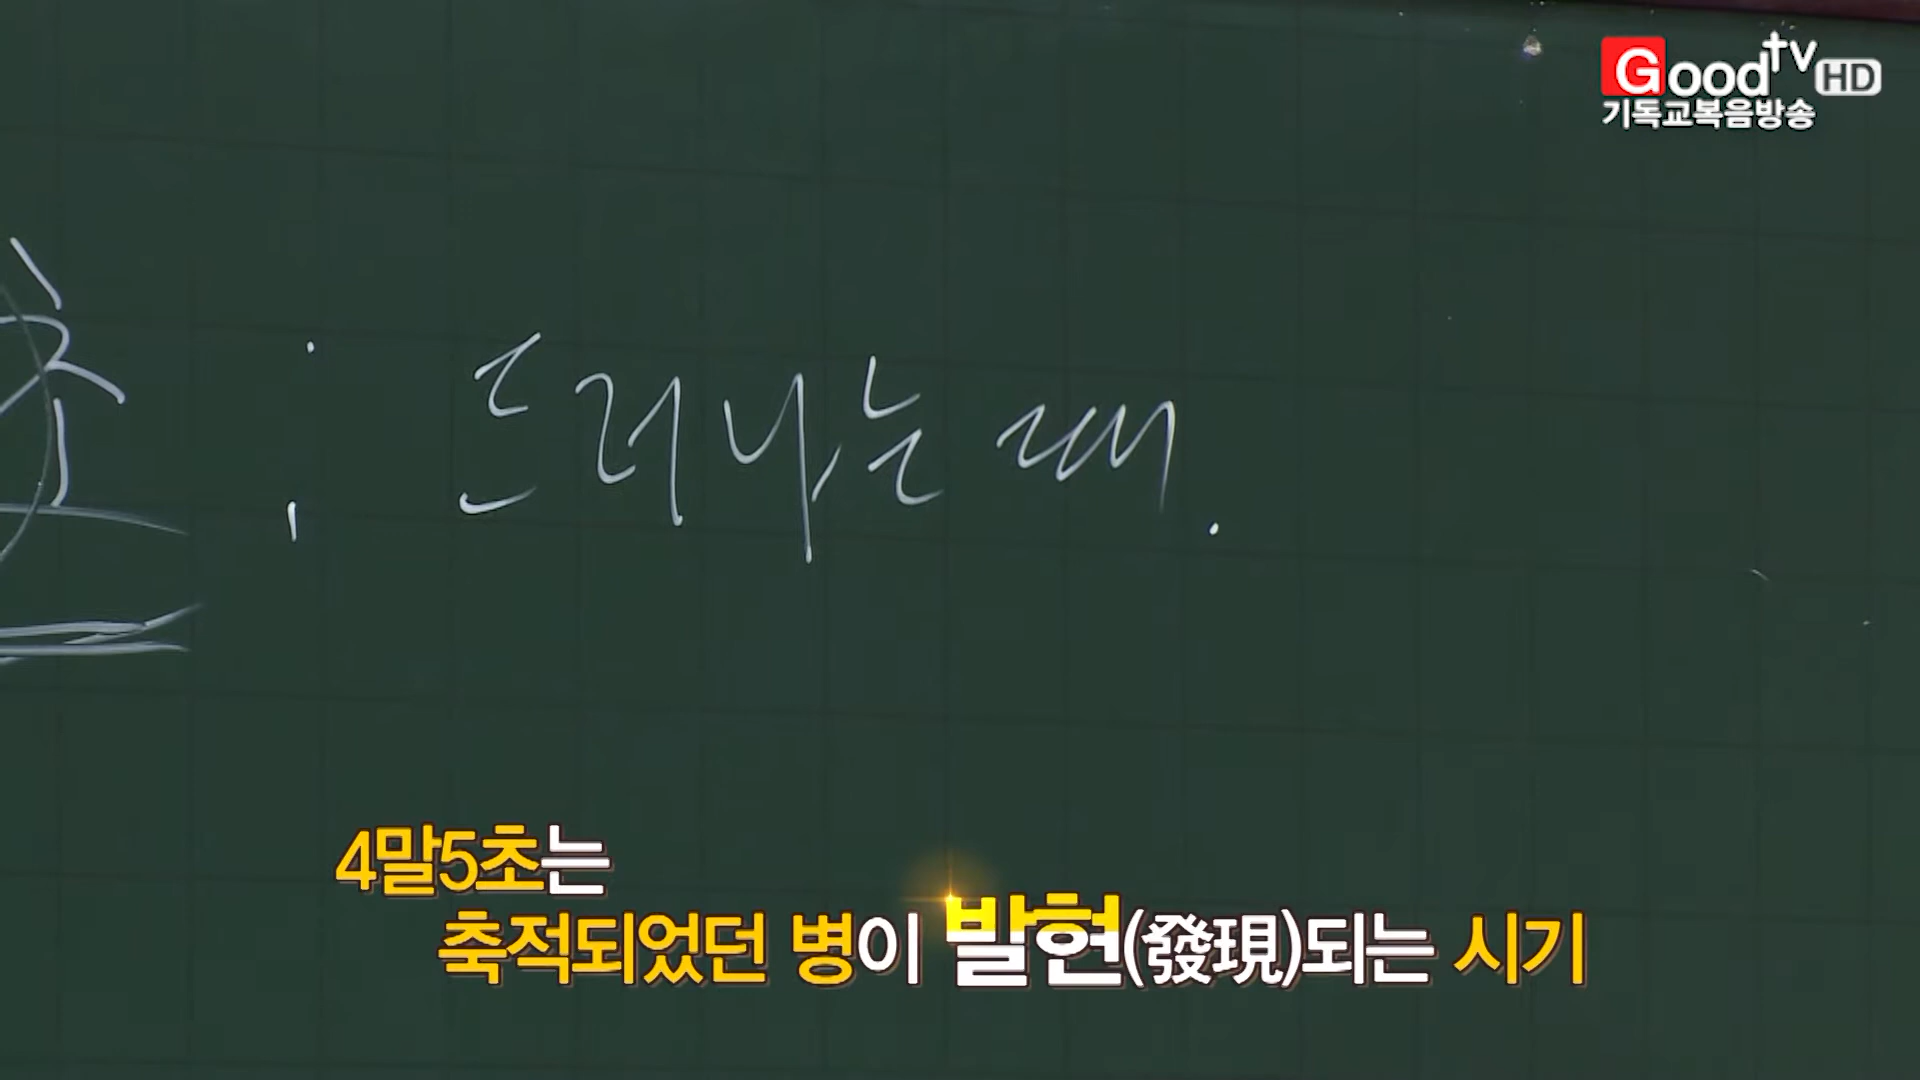 Good tv HD
기독교복음방송
초 : 드러나는 때.
4말5초는
축적되었던 병이 발현(發現)되는 시기